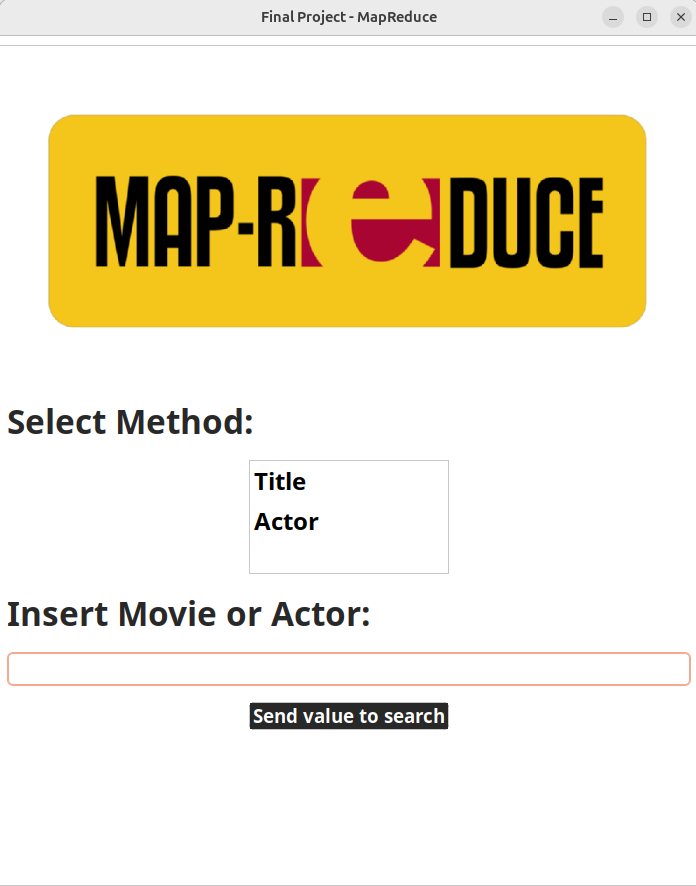 Final Project - MapReduce
MAP-ReDUCE
Select Method:
Title
Actor
Insert Movie or Actor:
Send value to search